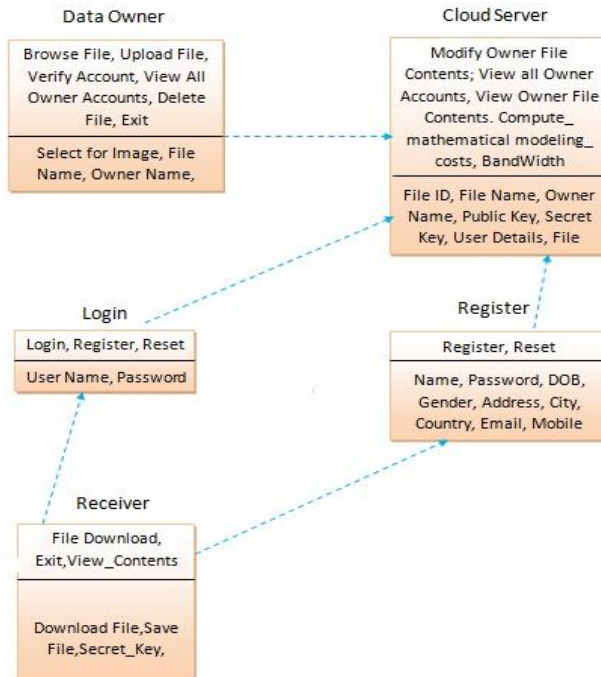 Data Owner
Browse File, Upload File,
Verify Account, View All
Owner Accounts, Delete
File, Exit
Select for Image, File
Name, Owner Name,
Cloud Server
Modify Owner File
Contents; View all Owner
Accounts, View Owner File
Contents. Compute_
mathematical modeling_
costs, BandWidth
File ID, File Name, Owner
Name, Public Key, Secret
Key, User Details, File
Login
Login, Register, Reset
User Name, Password
Register
Register, Reset
Name, Password, DOB,
Gender, Address, City,
Country, Email, Mobile
Receiver
File Download,
Exit,View_Contents
Download File,Save
File,Secret_Key,